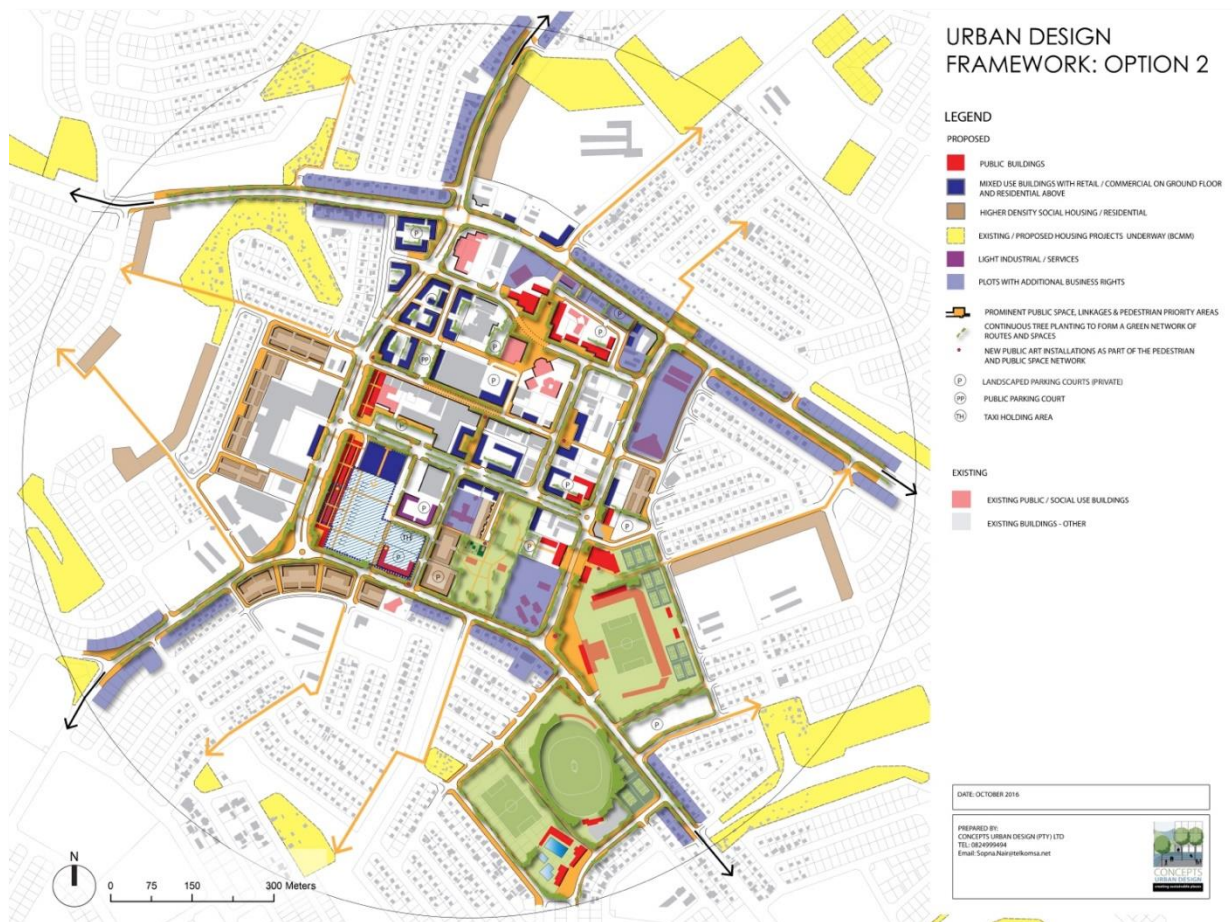 URBAN DESIGN
FRAMEWORK: OPTION 2
LEGEND
PROPOSED
PUBLIC BUILDINGS
MIXED USE BUILDINGS WITH RETAIL / COMMERCIAL ON GROUND FLOOR
AND RESIDENTIAL ABOVE
HIGHER DENSITY SOCIAL HOUSING / RESIDENTIAL
EXISTING / PROPOSED HOUSING PROJECTS UNDERWAY (BCMM)
LIGHT INDUSTRIAL / SERVICES
PLOTS WITH ADDITIONAL BUSINESS RIGHTS
PROMINENT PUBLIC SPACE, LINKAGES & PEDESTRIAN PRIORITY AREAS
CONTINUOUS TREE PLANTING TO FORM A GREEN NETWORK OF
ROUTES AND SPACES
NEW PUBLIC ART INSTALLATIONS AS PART OF THE PEDESTRIAN
AND PUBLIC SPACE NETWORK
P LANDSCAPED PARKING COURTS (PRIVATE)
PP PUBLIC PARKING COURT
TH TAXI HOLDING AREA
EXISTING
EXISTING PUBLIC / SOCIAL USE BUILDINGS
EXISTING BUILDINGS - OTHER
DATE: OCTOBER 2016
PREPARED BY:
CONCEPTS URBAN DESIGN (PTY) LTD
TEL: 0824999494
Email: Sopna.Nair@telkomsa.net
CONCEPTS
URBAN DESIGN
creating sustainable places
P
P
P
P
PP
P
P
P
P
P
TH
P
P
P
P
P
N
0 75 150 300 Meters